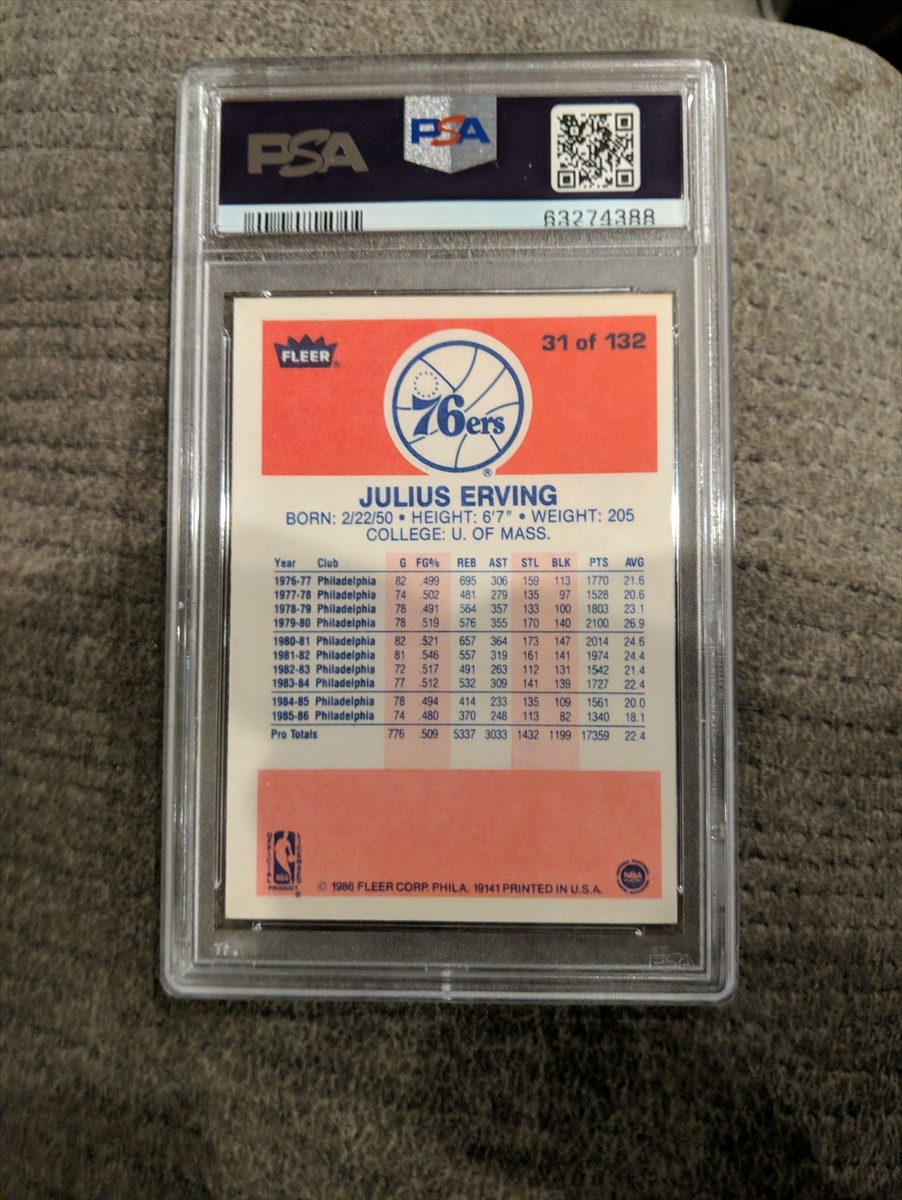 PSA PSA
63274388
FLEER® 31 of 132
76ers
®
JULIUS ERVING
BORN: 2/22/50 • HEIGHT: 6'7" • WEIGHT: 205
COLLEGE: U. OF MASS.
Year Club G FG% REB AST STL BLK PTS AVG
1976-77 Philadelphia 82 .499 695 306 159 113 1770 21.6
1977-78 Philadelphia 74 .502 481 279 135 97 1528 20.6
1978-79 Philadelphia 78 .491 564 357 133 100 1803 23.1
1979-80 Philadelphia 78 .519 576 355 170 140 2100 26.9
1980-81 Philadelphia 82 .521 657 364 173 147 2014 24.6
1981-82 Philadelphia 81 .546 557 319 161 141 1974 24.4
1982-83 Philadelphia 72 .517 491 263 112 131 1542 21.4
1983-84 Philadelphia 77 .512 532 309 141 139 1727 22.4
1984-85 Philadelphia 78 .494 414 233 135 109 1561 20.0
1985-86 Philadelphia 74 .480 370 248 113 82 1340 18.1
Pro Totals 776 .509 5337 3033 1432 1199 17359 22.4
OFFICIAL LICENSED
NBA
PRODUCT ®
© 1986 FLEER CORP. PHILA. 19141 PRINTED IN U.S.A.
NBA
PSA